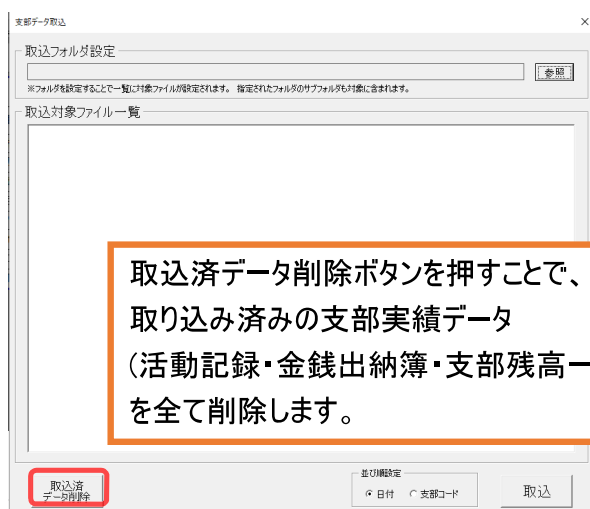 支部データ取込
取込フォルダ設定
参照
※フォルダを設定することで一覧に対象ファイルが設定されます。 指定されたフォルダのサブフォルダも対象に含まれます。
取込対象ファイル一覧
取込済データ削除ボタンを押すことで、
取り込み済みの支部実績データ
(活動記録・金銭出納簿・支部残高一
を全て削除します。
取込済
データ削除
並び順設定
日付 支部コード
取込